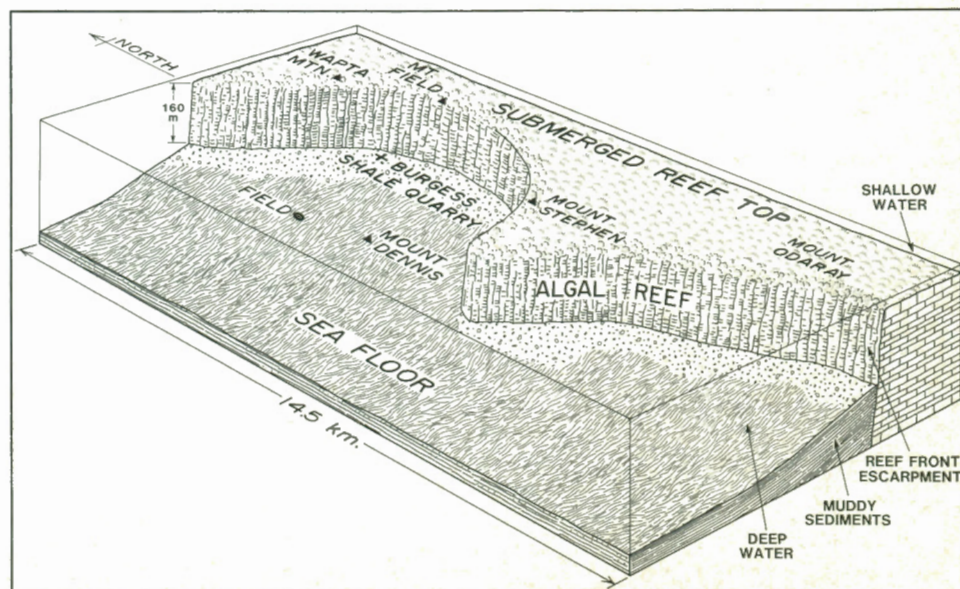 NORTH
160
m
WAPTA
MTN.
MT.
FIELD
SUBMERGED REEF TOP
+ BURGESS
SHALE QUARRY
FIELD
MOUNT
DENNIS
MOUNT
STEPHEN
MOUNT
ODARAY
SHALLOW
WATER
ALGAL REEF
SEA FLOOR
14.5 km.
REEF FRONT
ESCARPMENT
MUDDY
SEDIMENTS
DEEP
WATER